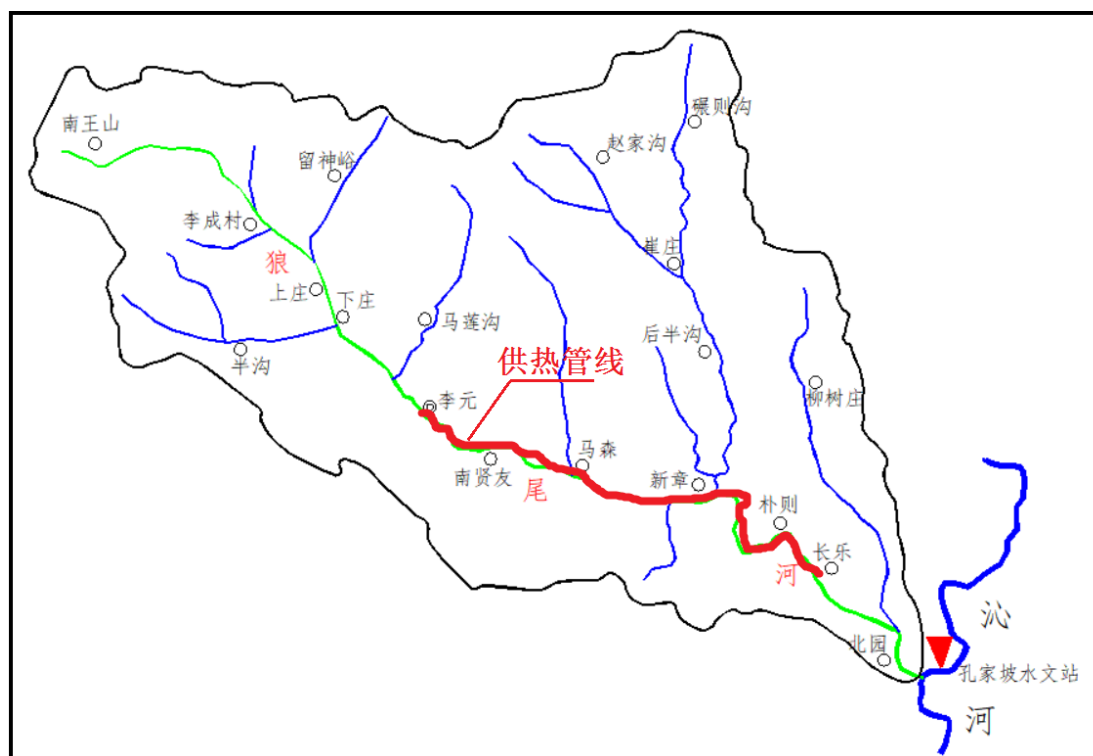 碾则沟
南王山
赵家沟
留神峪
李成村
崔庄
狼
上庄
下庄
马莲沟
后半沟
半沟
供热管线
柳树庄
李元
马森
南贤友
新章
尾
朴则
长乐
河
沁
北园
孔家坡水文站
河